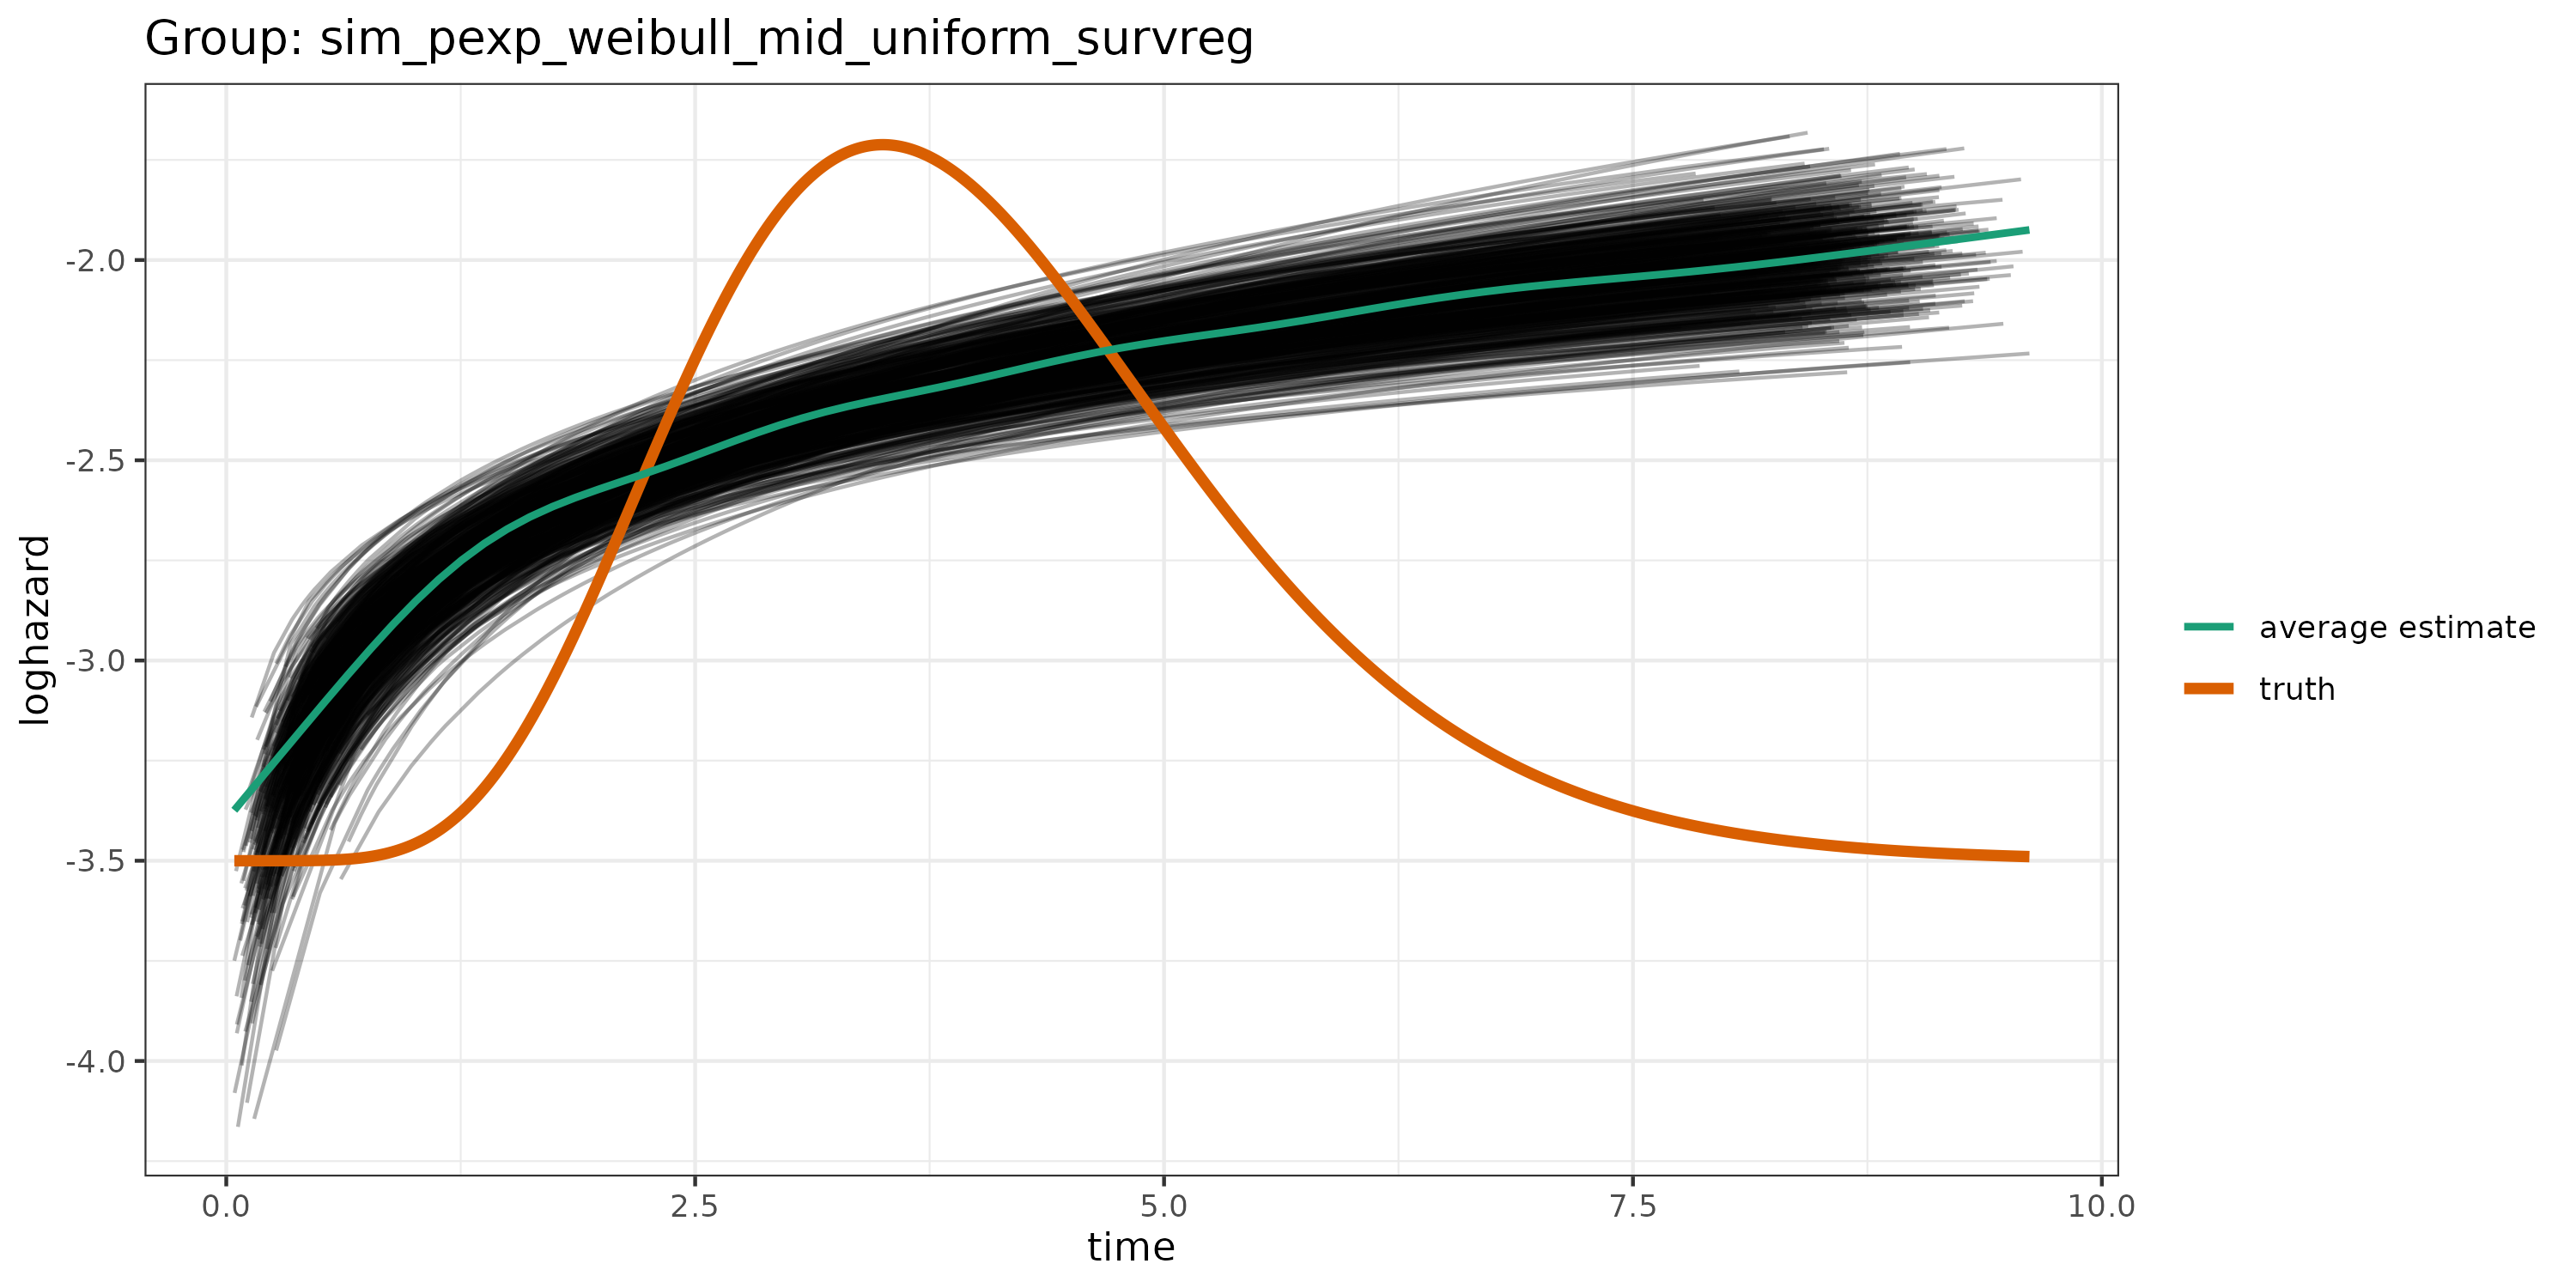 Group: sim_pexp_weibull_mid_uniform_survreg
loghazard
-2.0
-2.5
-3.0
-3.5
-4.0
0.0 2.5 5.0 7.5 10.0
time
average estimate
truth